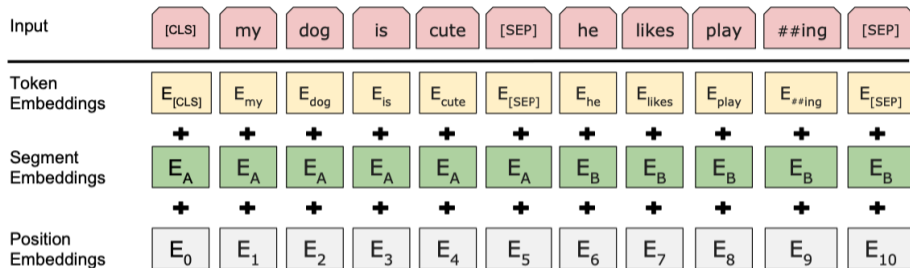 Input [CLS] my dog is cute [SEP] he likes play ##ing [SEP]
Token
Embeddings E[CLS] Emy Edog Eis Ecute E[SEP] Ehe Elikes Eplay E##ing E[SEP]
+ + + + + + + + + + +
Segment
Embeddings EA EA EA EA EA EA EB EB EB EB EB
+ + + + + + + + + + +
Position
Embeddings E0 E1 E2 E3 E4 E5 E6 E7 E8 E9 E10